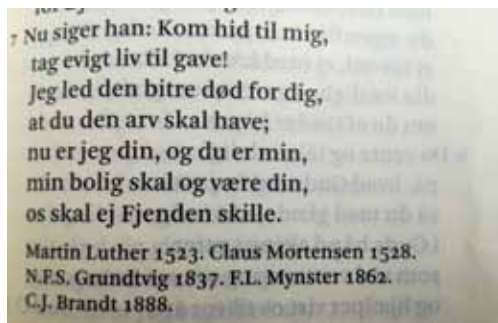 7 Nu siger han: Kom hid til mig,
tag evigt liv til gave!
Jeg led den bitre død for dig,
at du den arv skal have;
nu er jeg din, og du er min,
min bolig skal og være din,
os skal ej Fjenden skille.
Martin Luther 1523. Claus Mortensen 1528.
N.F.S. Grundtvig 1837. F.L. Mynster 1862.
C.J. Brandt 1888.